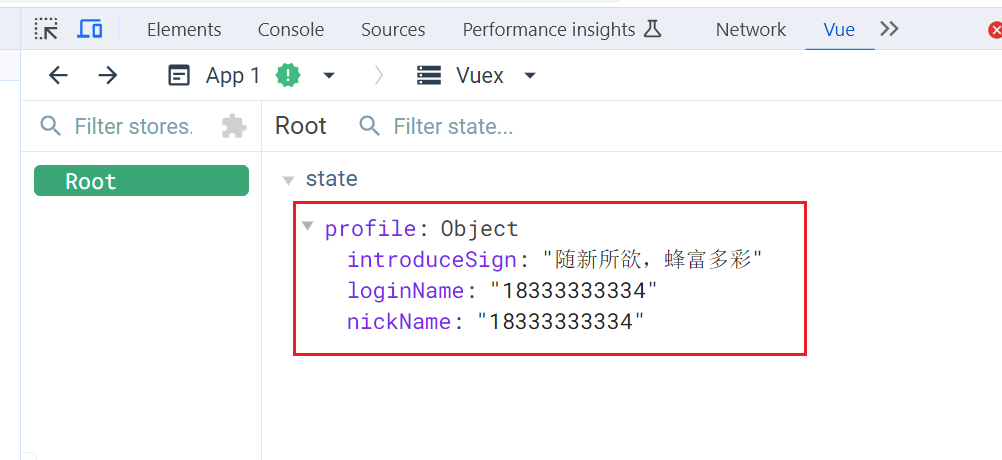 Elements Console Sources Performance insights Network Vue
App 1 Vuex
Filter stores. Root Filter state...
Root
state
profile: Object
introduceSign: "随新所欲，蜂富多彩"
loginName: "18333333334"
nickName: "18333333334"